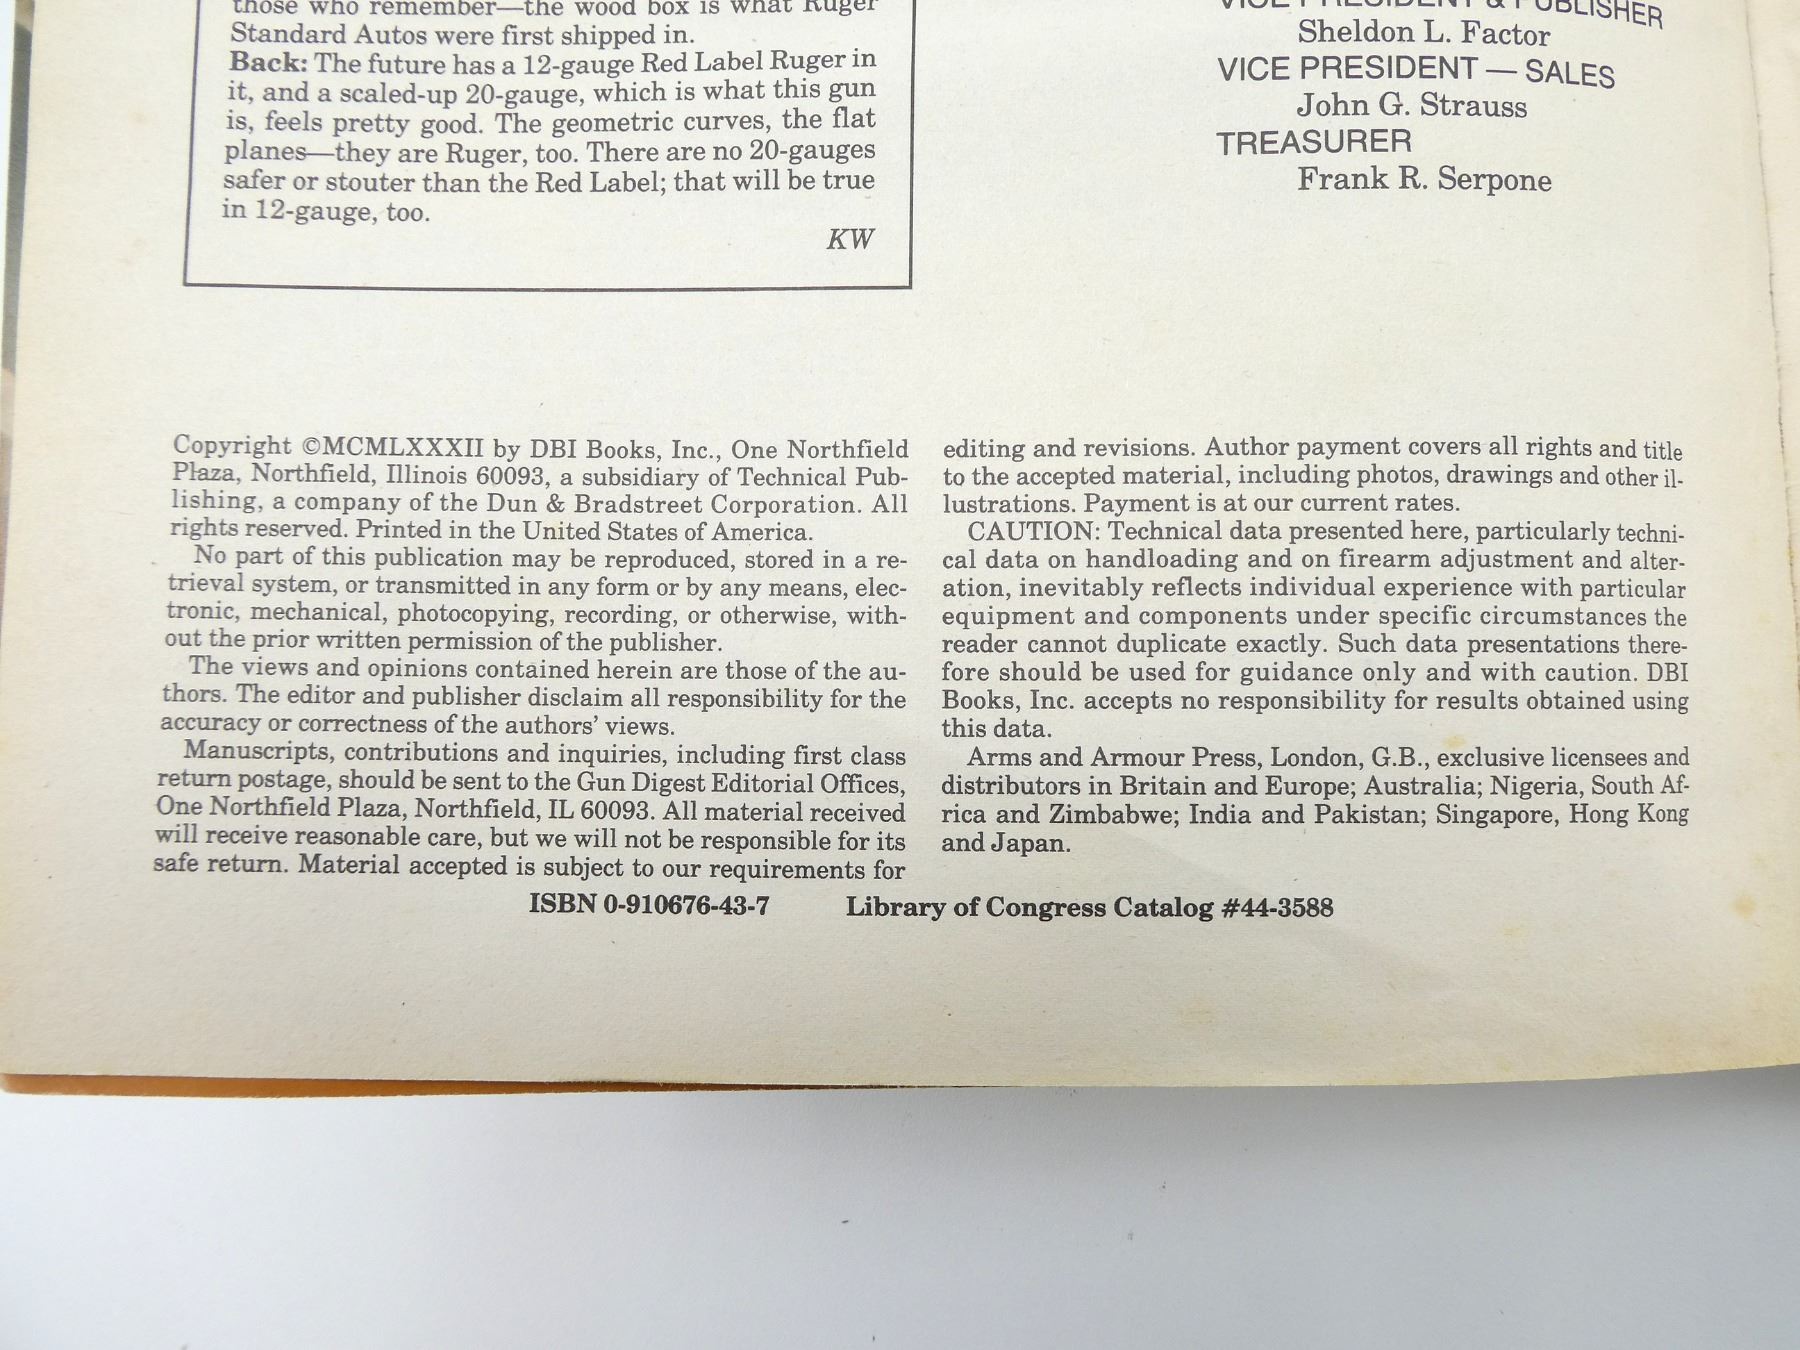 those who remember—the wood box is what Ruger
Standard Autos were first shipped in.
Back: The future has a 12-gauge Red Label Ruger in
it, and a scaled-up 20-gauge, which is what this gun
is, feels pretty good. The geometric curves, the flat
planes—they are Ruger, too. There are no 20-gauges
safer or stouter than the Red Label; that will be true
in 12-gauge, too.
KW
VICE PRESIDENT & PUBLISHER
Sheldon L. Factor
VICE PRESIDENT — SALES
John G. Strauss
TREASURER
Frank R. Serpone
Copyright ©MCMLXXXII by DBI Books, Inc., One Northfield
Plaza, Northfield, Illinois 60093, a subsidiary of Technical Pub-
lishing, a company of the Dun & Bradstreet Corporation. All
rights reserved. Printed in the United States of America.
No part of this publication may be reproduced, stored in a re-
trieval system, or transmitted in any form or by any means, elec-
tronic, mechanical, photocopying, recording, or otherwise, with-
out the prior written permission of the publisher.
The views and opinions contained herein are those of the au-
thors. The editor and publisher disclaim all responsibility for the
accuracy or correctness of the authors' views.
Manuscripts, contributions and inquiries, including first class
return postage, should be sent to the Gun Digest Editorial Offices,
One Northfield Plaza, Northfield, IL 60093. All material received
will receive reasonable care, but we will not be responsible for its
safe return. Material accepted is subject to our requirements for
editing and revisions. Author payment covers all rights and title
to the accepted material, including photos, drawings and other il-
lustrations. Payment is at our current rates.
CAUTION: Technical data presented here, particularly techni-
cal data on handloading and on firearm adjustment and alter-
ation, inevitably reflects individual experience with particular
equipment and components under specific circumstances the
reader cannot duplicate exactly. Such data presentations there-
fore should be used for guidance only and with caution. DBI
Books, Inc. accepts no responsibility for results obtained using
this data.
Arms and Armour Press, London, G.B., exclusive licensees and
distributors in Britain and Europe; Australia; Nigeria, South Af-
rica and Zimbabwe; India and Pakistan; Singapore, Hong Kong
and Japan.
ISBN 0-910676-43-7 Library of Congress Catalog #44-3588